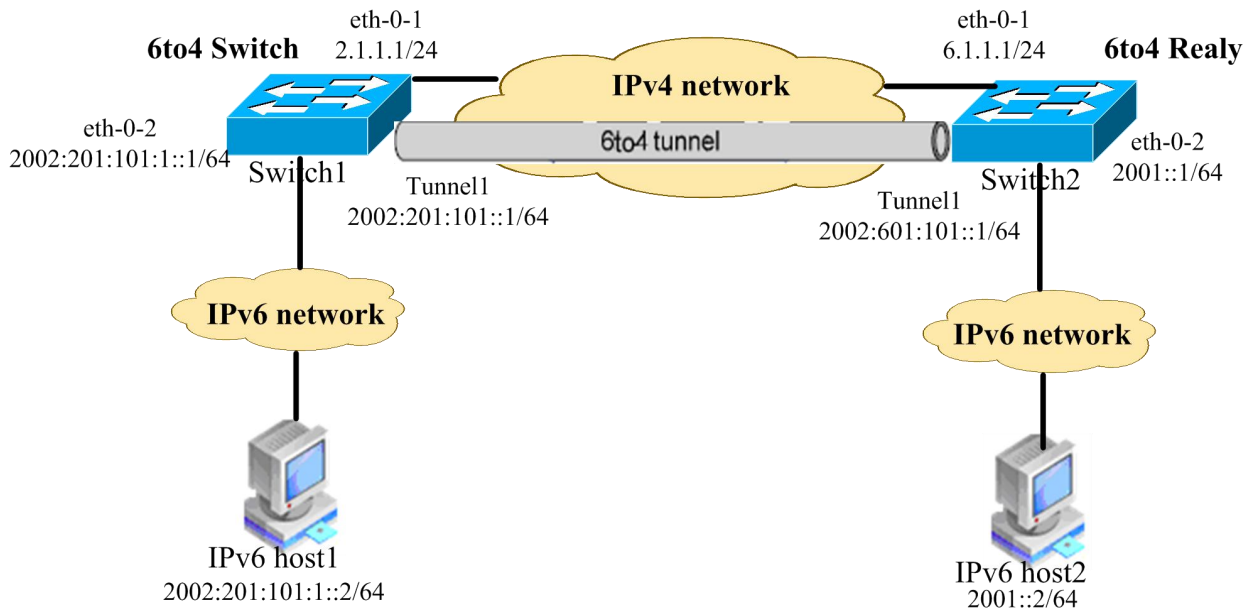 eth-0-1
2.1.1.1/24
6to4 Switch
eth-0-1
6.1.1.1/24
6to4 Realy
IPv4 network
eth-0-2
2002:201:101:1::1/64
Switch1
6to4 tunnel
eth-0-2
2001::1/64
Switch2
Tunnel1
2002:201:101::1/64
Tunnel1
2002:601:101::1/64
IPv6 network
IPv6 network
IPv6 host1
2002:201:101:1::2/64
IPv6 host2
2001::2/64